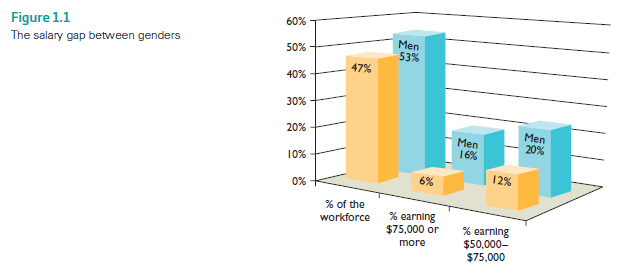 Figure 1.1
The salary gap between genders
60%
50%
40%
30%
20%
10%
0%
47%
Men
53%
6%
Men
16%
12%
Men
20%
% of the
workforce
% earning
$75,000 or
more
% earning
$50,000–
$75,000